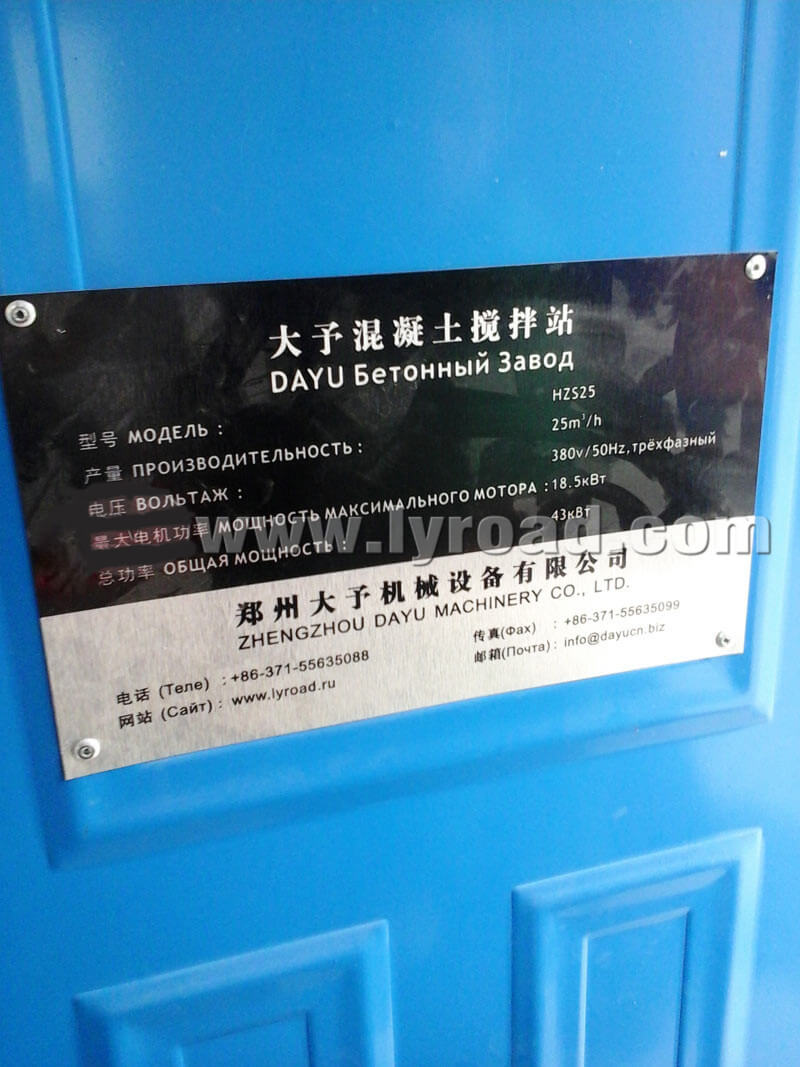 大予混凝土搅拌站
DAYU Бетонный Завод
型号 МОДЕЛЬ : HZS25
产量 ПРОИЗВОДИТЕЛЬНОСТЬ : 25m³/h
电压 ВОЛЬТАЖ : 380v/50Hz,трёхфазный
最大电机功率 МОЩНОСТЬ МАКСИМАЛЬНОГО МОТОРА : 18.5кВт
总功率 ОБЩАЯ МОЩНОСТЬ : 43кВт
www.lyroad.com
郑州大予机械设备有限公司
ZHENGZHOU DAYU MACHINERY CO., LTD.
电话 (Теле) : +86-371-55635088 传真(Фах) : +86-371-55635099
网站 (Сайт) : www.lyroad.ru 邮箱(Почта) : info@dayucn.biz